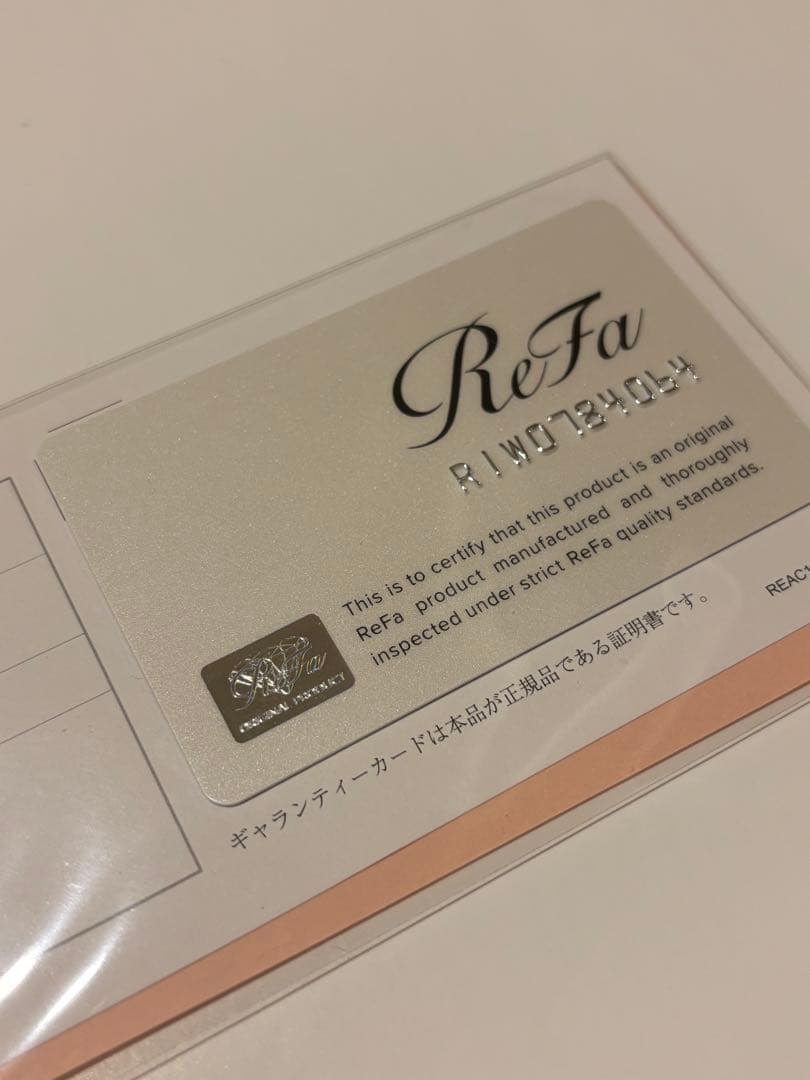 ReFa
RIW0784064
This is to certify that this product is an original
ReFa product manufactured and thoroughly
inspected under strict ReFa quality standards.
ReFa
ORIGINAL PRODUCT
REAC1
ギャランティーカードは本品が正規品である証明書です。